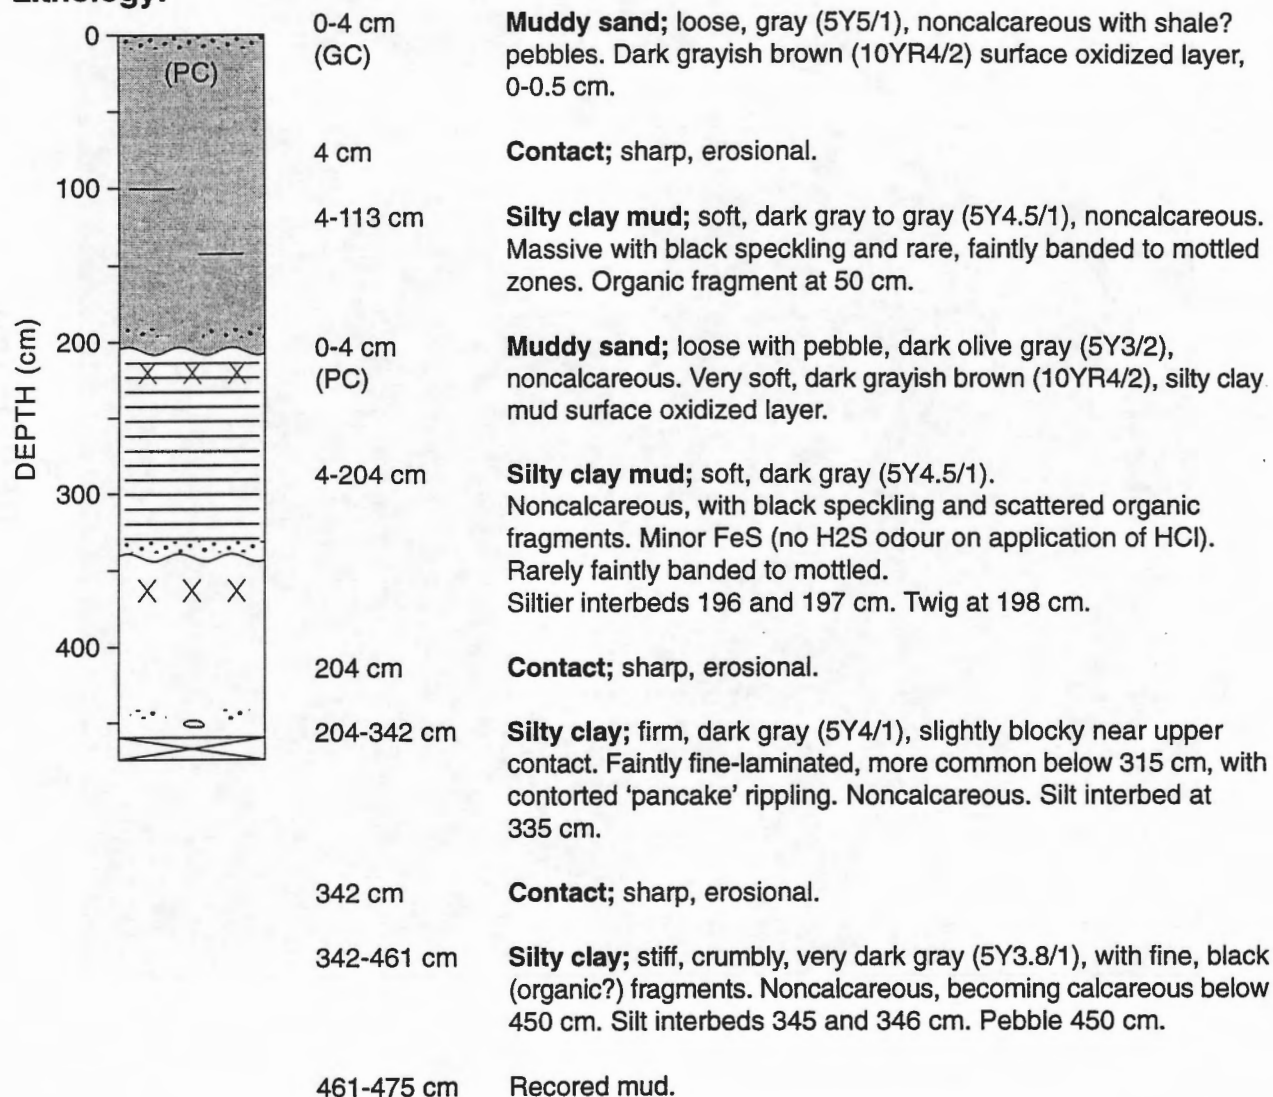 Lithology:
0-4 cm
(GC)
Muddy sand; loose, gray (5Y5/1), noncalcareous with shale?
pebbles. Dark grayish brown (10YR4/2) surface oxidized layer,
0-0.5 cm.
4 cm
Contact; sharp, erosional.
4-113 cm
Silty clay mud; soft, dark gray to gray (5Y4.5/1), noncalcareous.
Massive with black speckling and rare, faintly banded to mottled
zones. Organic fragment at 50 cm.
0-4 cm
(PC)
Muddy sand; loose with pebble, dark olive gray (5Y3/2),
noncalcareous. Very soft, dark grayish brown (10YR4/2), silty clay
mud surface oxidized layer.
4-204 cm
Silty clay mud; soft, dark gray (5Y4.5/1).
Noncalcareous, with black speckling and scattered organic
fragments. Minor FeS (no H2S odour on application of HCl).
Rarely faintly banded to mottled.
Siltier interbeds 196 and 197 cm. Twig at 198 cm.
204 cm
Contact; sharp, erosional.
204-342 cm
Silty clay; firm, dark gray (5Y4/1), slightly blocky near upper
contact. Faintly fine-laminated, more common below 315 cm, with
contorted 'pancake' rippling. Noncalcareous. Silt interbed at
335 cm.
342 cm
Contact; sharp, erosional.
342-461 cm
Silty clay; stiff, crumbly, very dark gray (5Y3.8/1), with fine, black
(organic?) fragments. Noncalcareous, becoming calcareous below
450 cm. Silt interbeds 345 and 346 cm. Pebble 450 cm.
461-475 cm
Recored mud.
DEPTH (cm)
0
100
200
300
400
(PC)